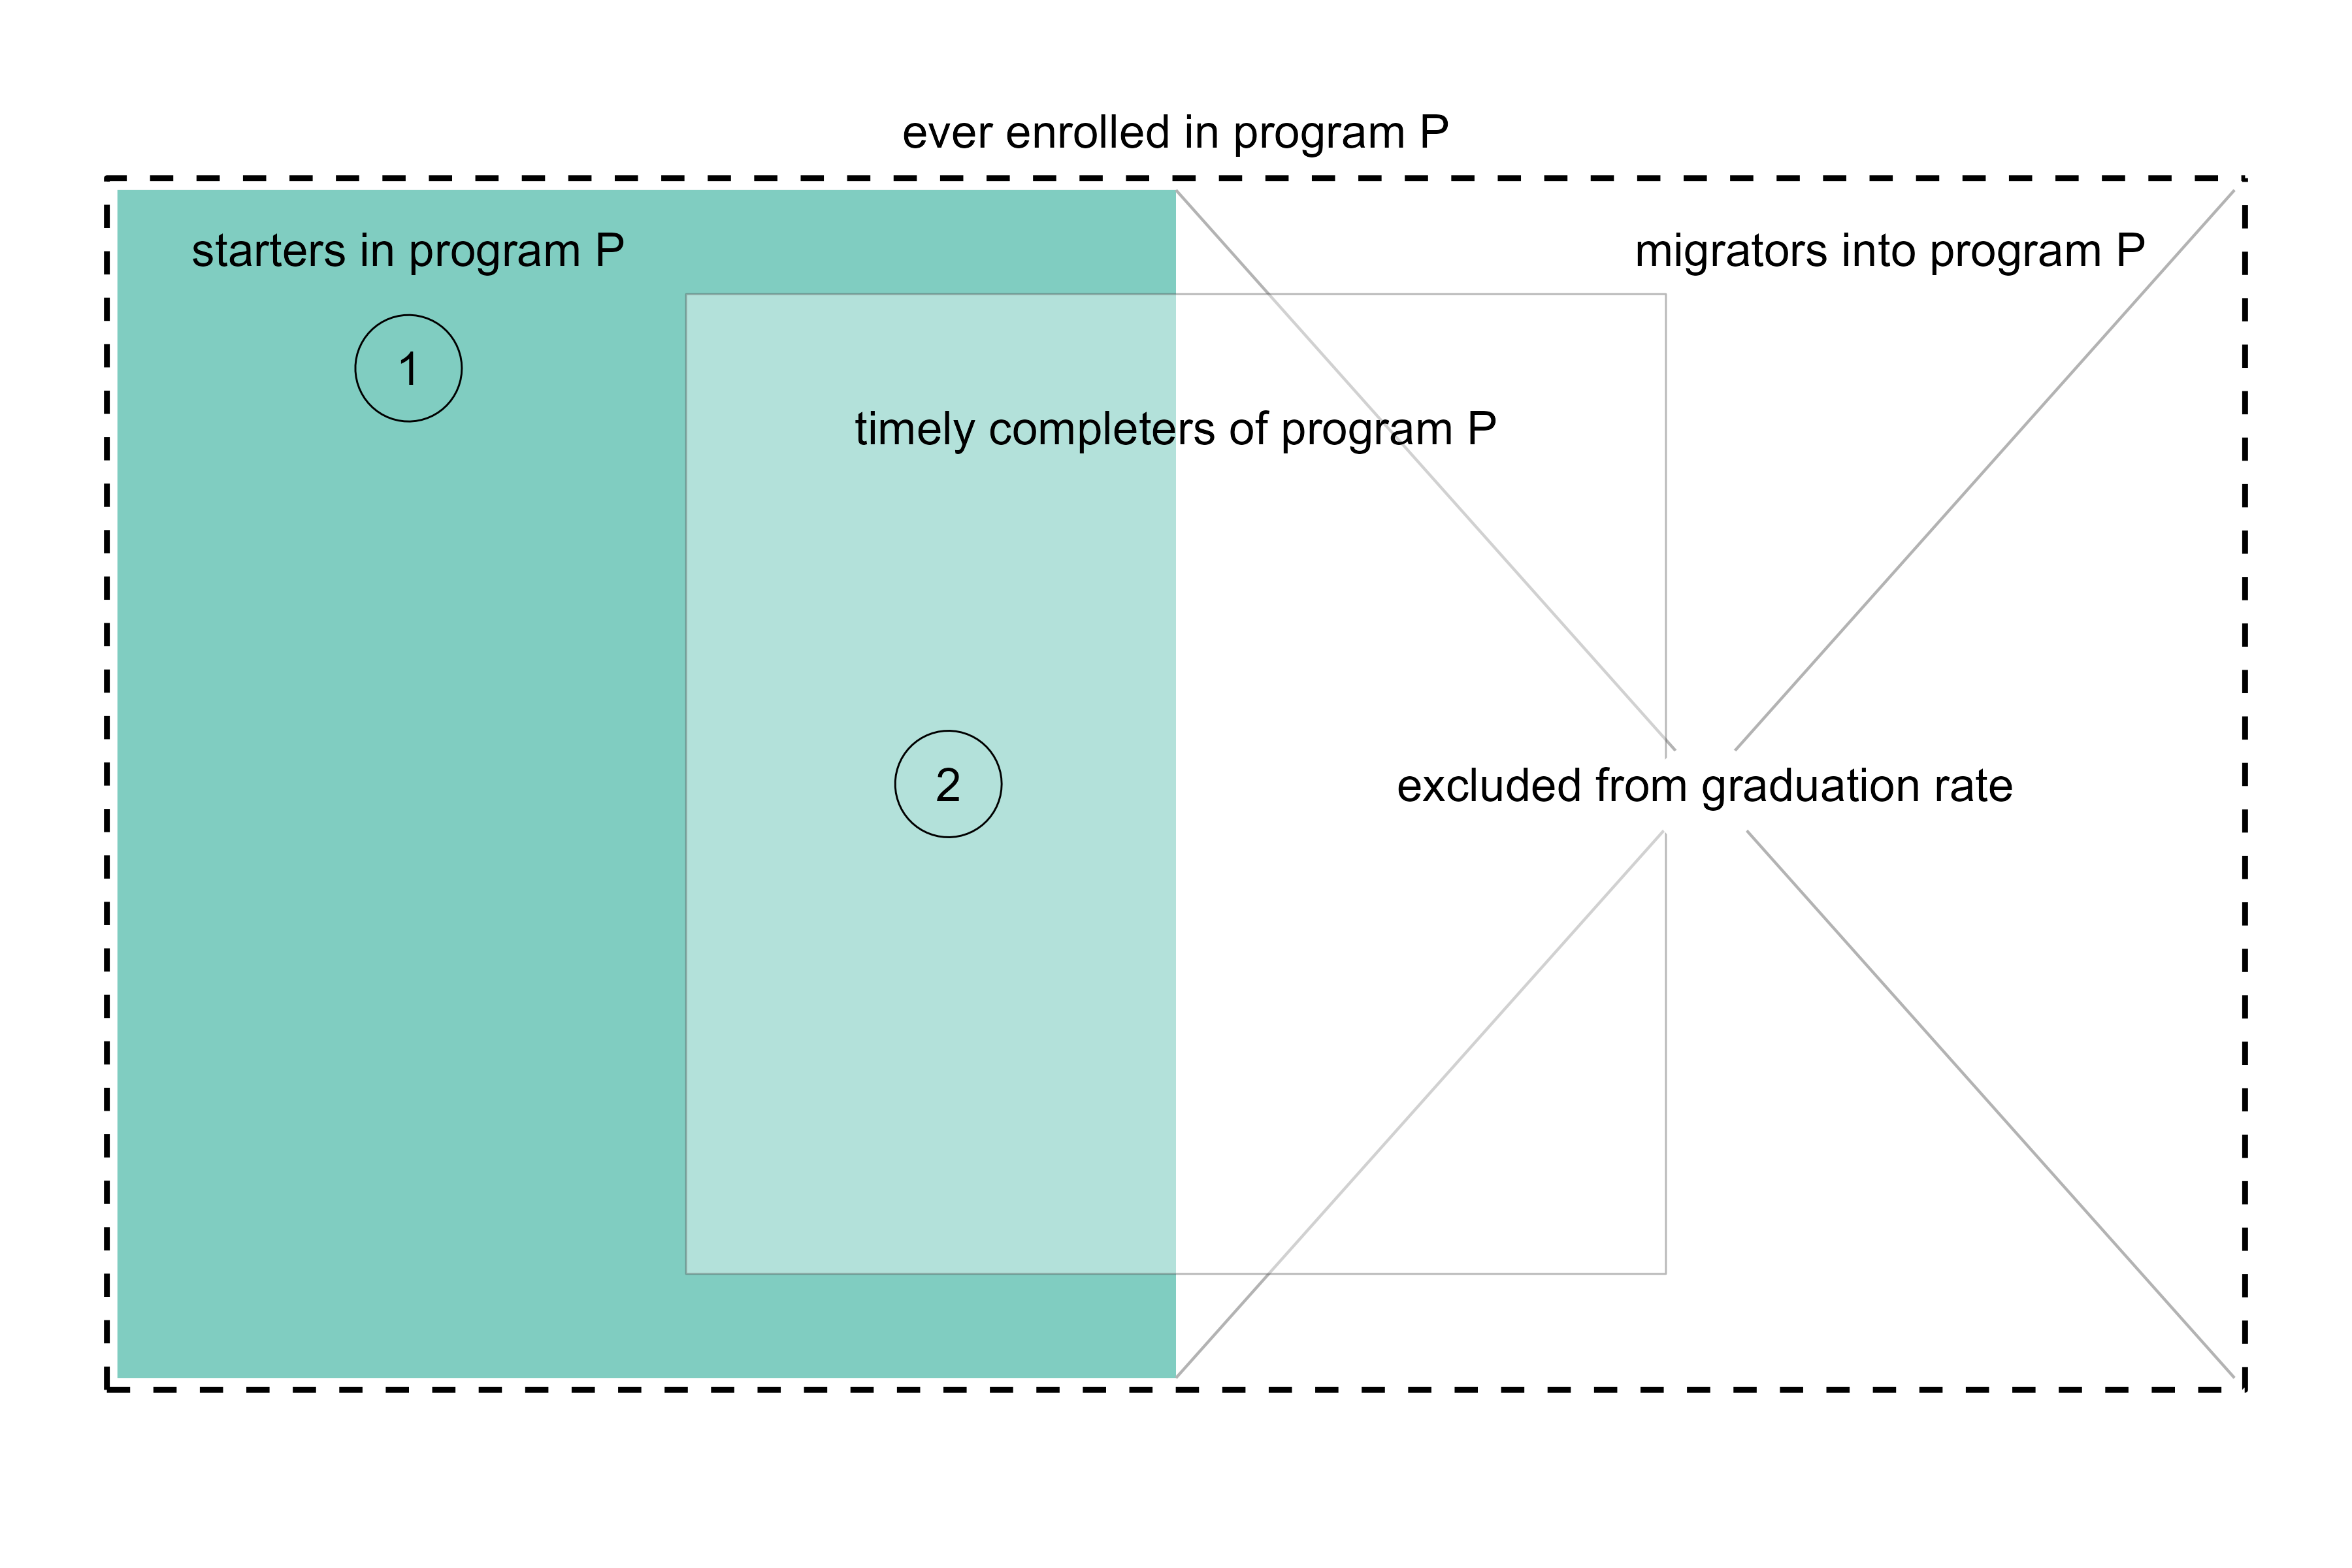 ever enrolled in program P
starters in program P
migrators into program P
1
timely completers of program P
2
excluded from graduation rate